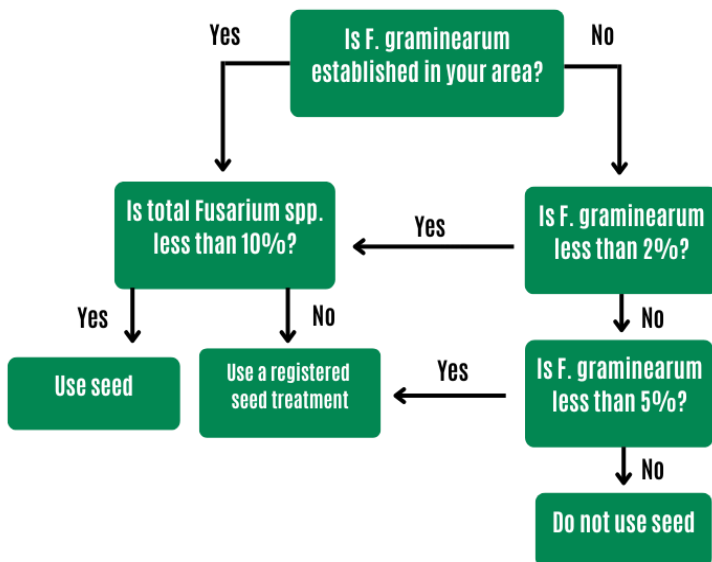 Is F. graminearum
established in your area?
Yes
No
Is total Fusarium spp.
less than 10%?
Yes
Is F. graminearum
less than 2%?
Yes
No
No
Use seed
Use a registered
seed treatment
Yes
Is F. graminearum
less than 5%?
No
Do not use seed